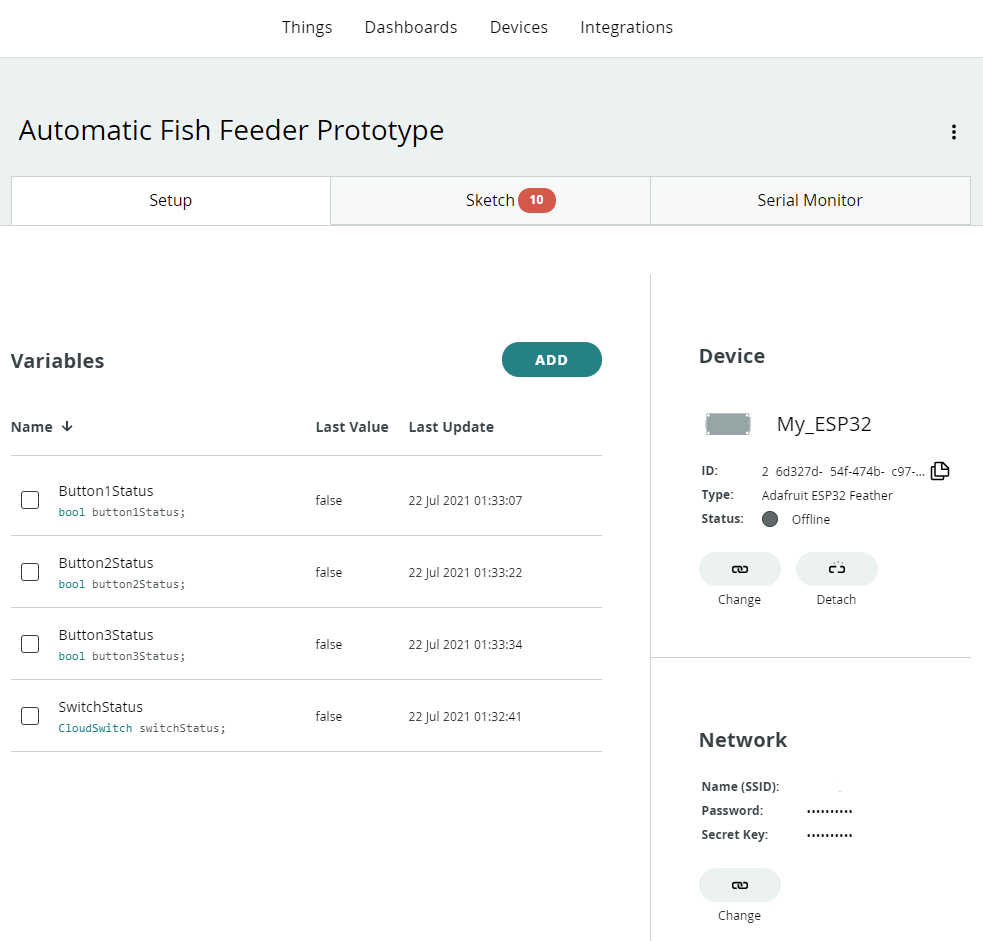 Things Dashboards Devices Integrations
Automatic Fish Feeder Prototype
Setup Sketch 10 Serial Monitor
Variables ADD
Name Last Value Last Update
Button1Status
bool button1Status;
false 22 Jul 2021 01:33:07
Button2Status
bool button2Status;
false 22 Jul 2021 01:33:22
Button3Status
bool button3Status;
false 22 Jul 2021 01:33:34
SwitchStatus
CloudSwitch switchStatus;
false 22 Jul 2021 01:32:41
Device
My_ESP32
ID: 2 6d327d- 54f-474b- c97-...
Type: Adafruit ESP32 Feather
Status: Offline
Change Detach
Network
Name (SSID):
Password: ••••••••••
Secret Key: ••••••••••
Change